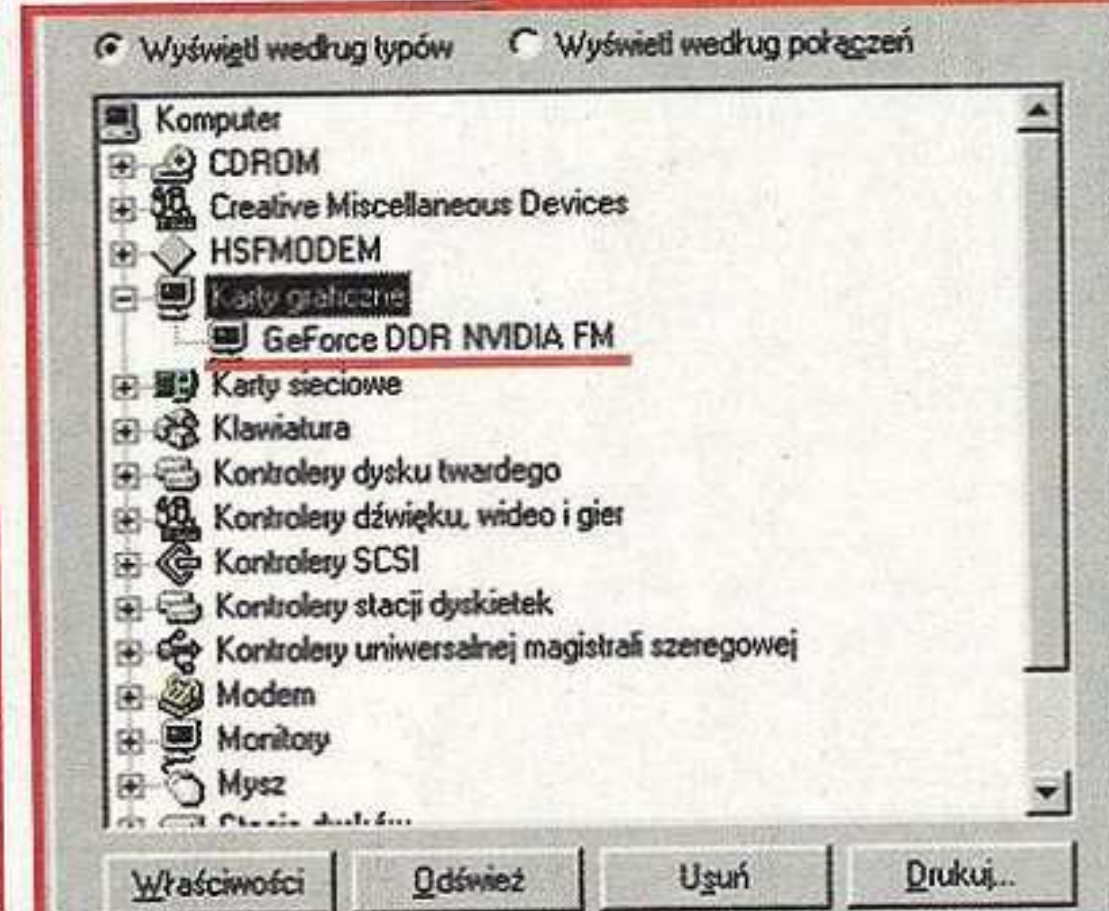 Wyświetl według typów Wyświetl według połączeń
Komputer
CDROM
Creative Miscellaneous Devices
HSFMODEM
Karty graficzne
GeForce DDR NVIDIA FM
Karty sieciowe
Klawiatura
Kontrolery dysku twardego
Kontrolery dźwięku, wideo i gier
Kontrolery SCSI
Kontrolery stacji dyskietek
Kontrolery uniwersalnej magistrali szeregowej
Modem
Monitory
Mysz
Stacje dysków
Właściwości Odśwież Usuń Drukuj...